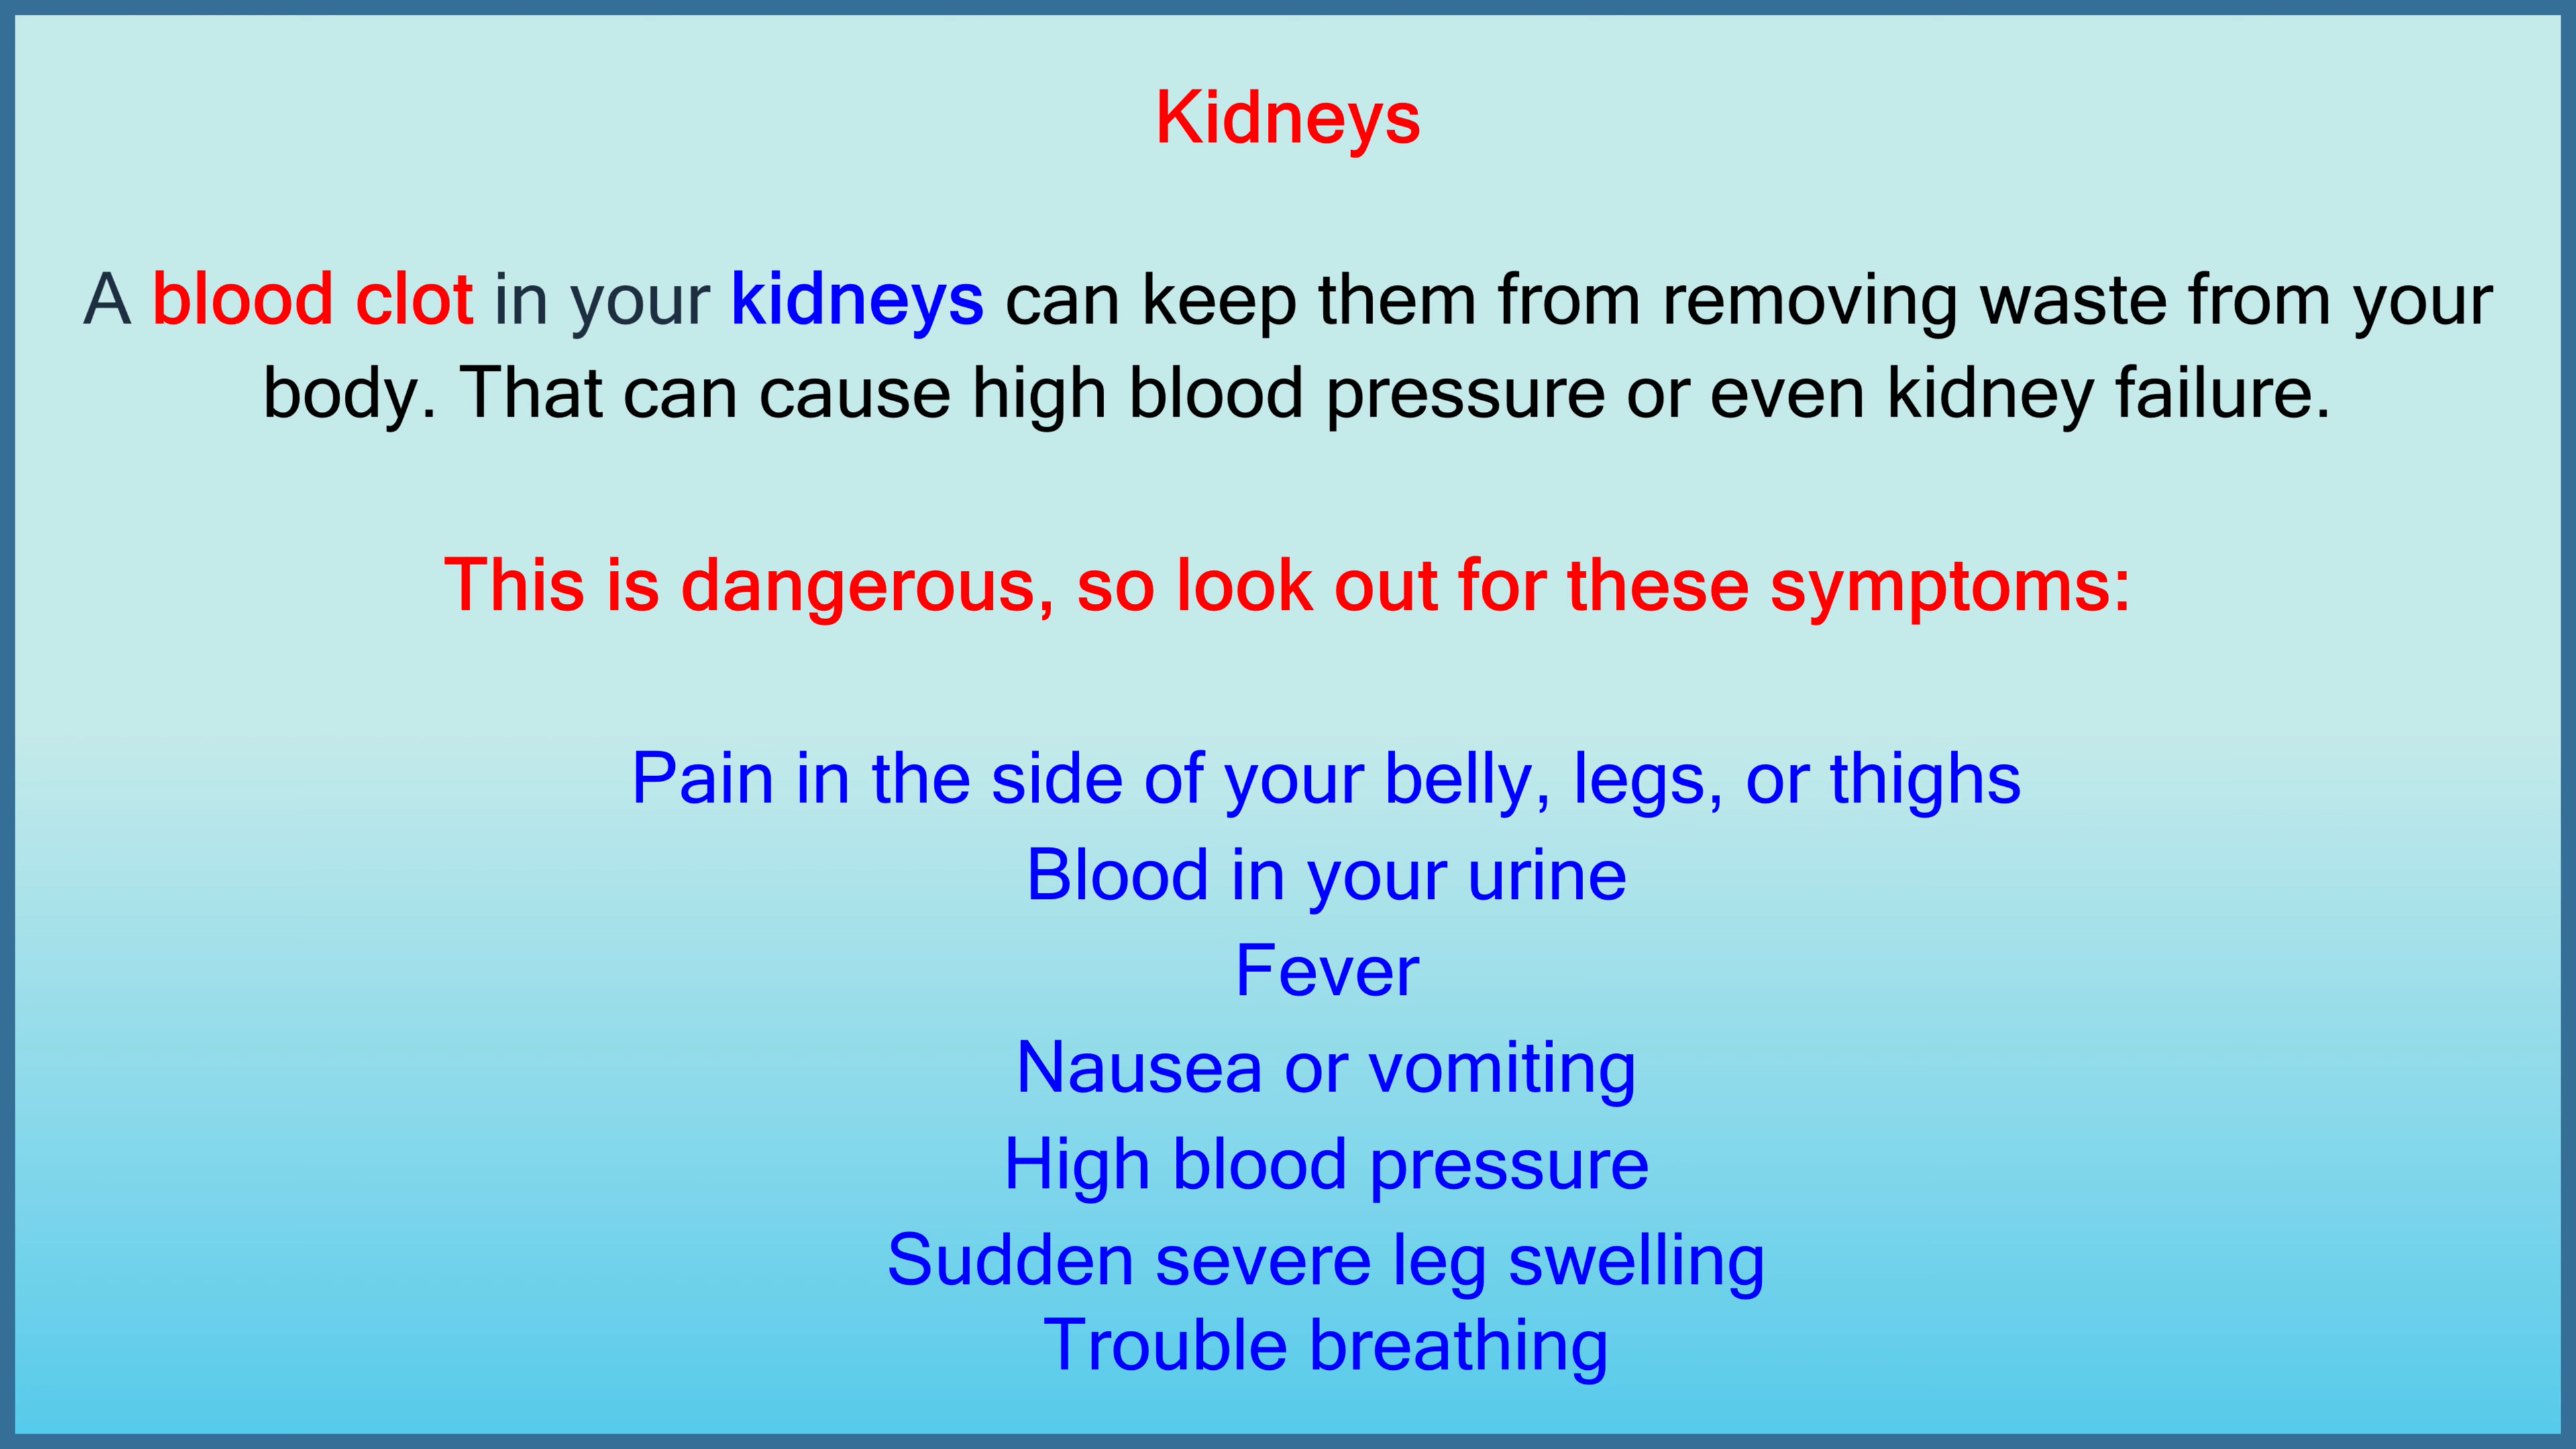 Kidneys
A blood clot in your kidneys can keep them from removing waste from your
body. That can cause high blood pressure or even kidney failure.
This is dangerous, so look out for these symptoms:
Pain in the side of your belly, legs, or thighs
Blood in your urine
Fever
Nausea or vomiting
High blood pressure
Sudden severe leg swelling
Trouble breathing